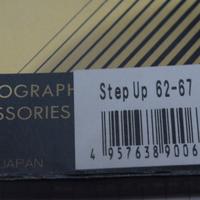 OGRAPH
SSORIES
JAPAN
Step Up 62-67
4 957638 9006